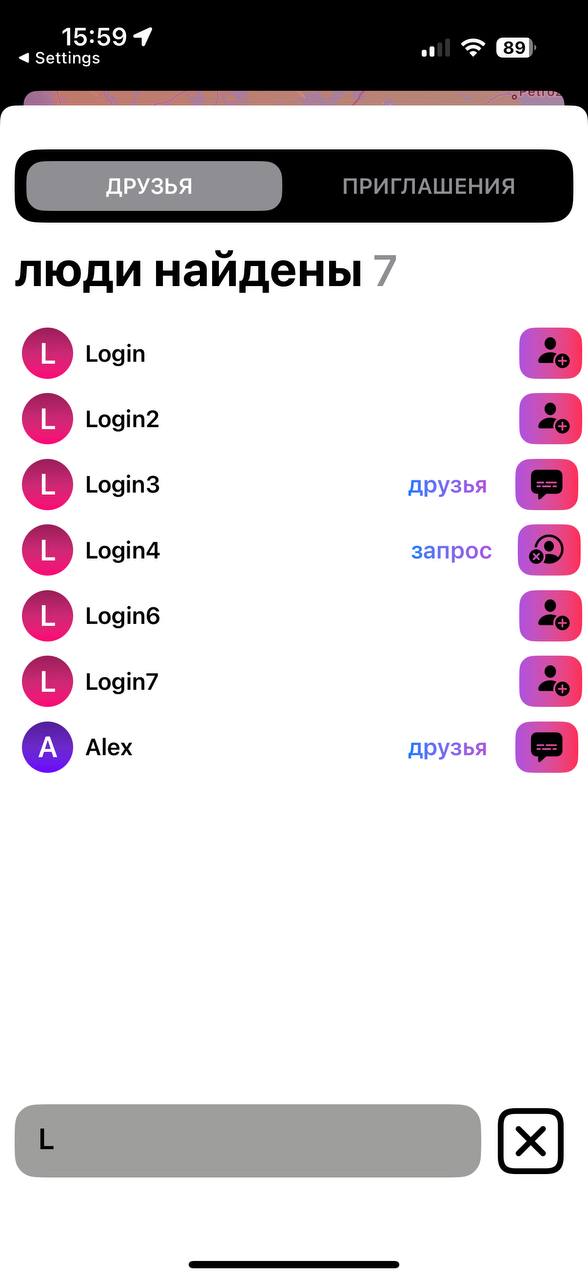 15:59
89
◀ Settings
ДРУЗЬЯ
ПРИГЛАШЕНИЯ
люди найдены 7
L Login
L Login2
L Login3 друзья
L Login4 запрос
L Login6
L Login7
A Alex друзья
L